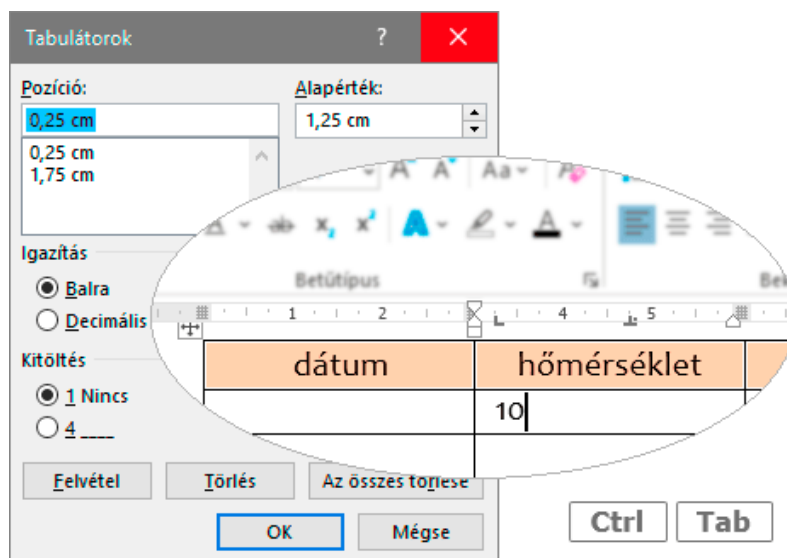 Tabulátorok ?
Pozíció: Alapérték:
0,25 cm 1,25 cm
0,25 cm
1,75 cm
Aa
Igazítás
Betűtípus
Balra
Decimális
1 2 4 5
Kitöltés
dátum hőmérséklet
1 Nincs
10
4 ____
Felvétel Törlés Az összes törlése
OK Mégse
Ctrl Tab